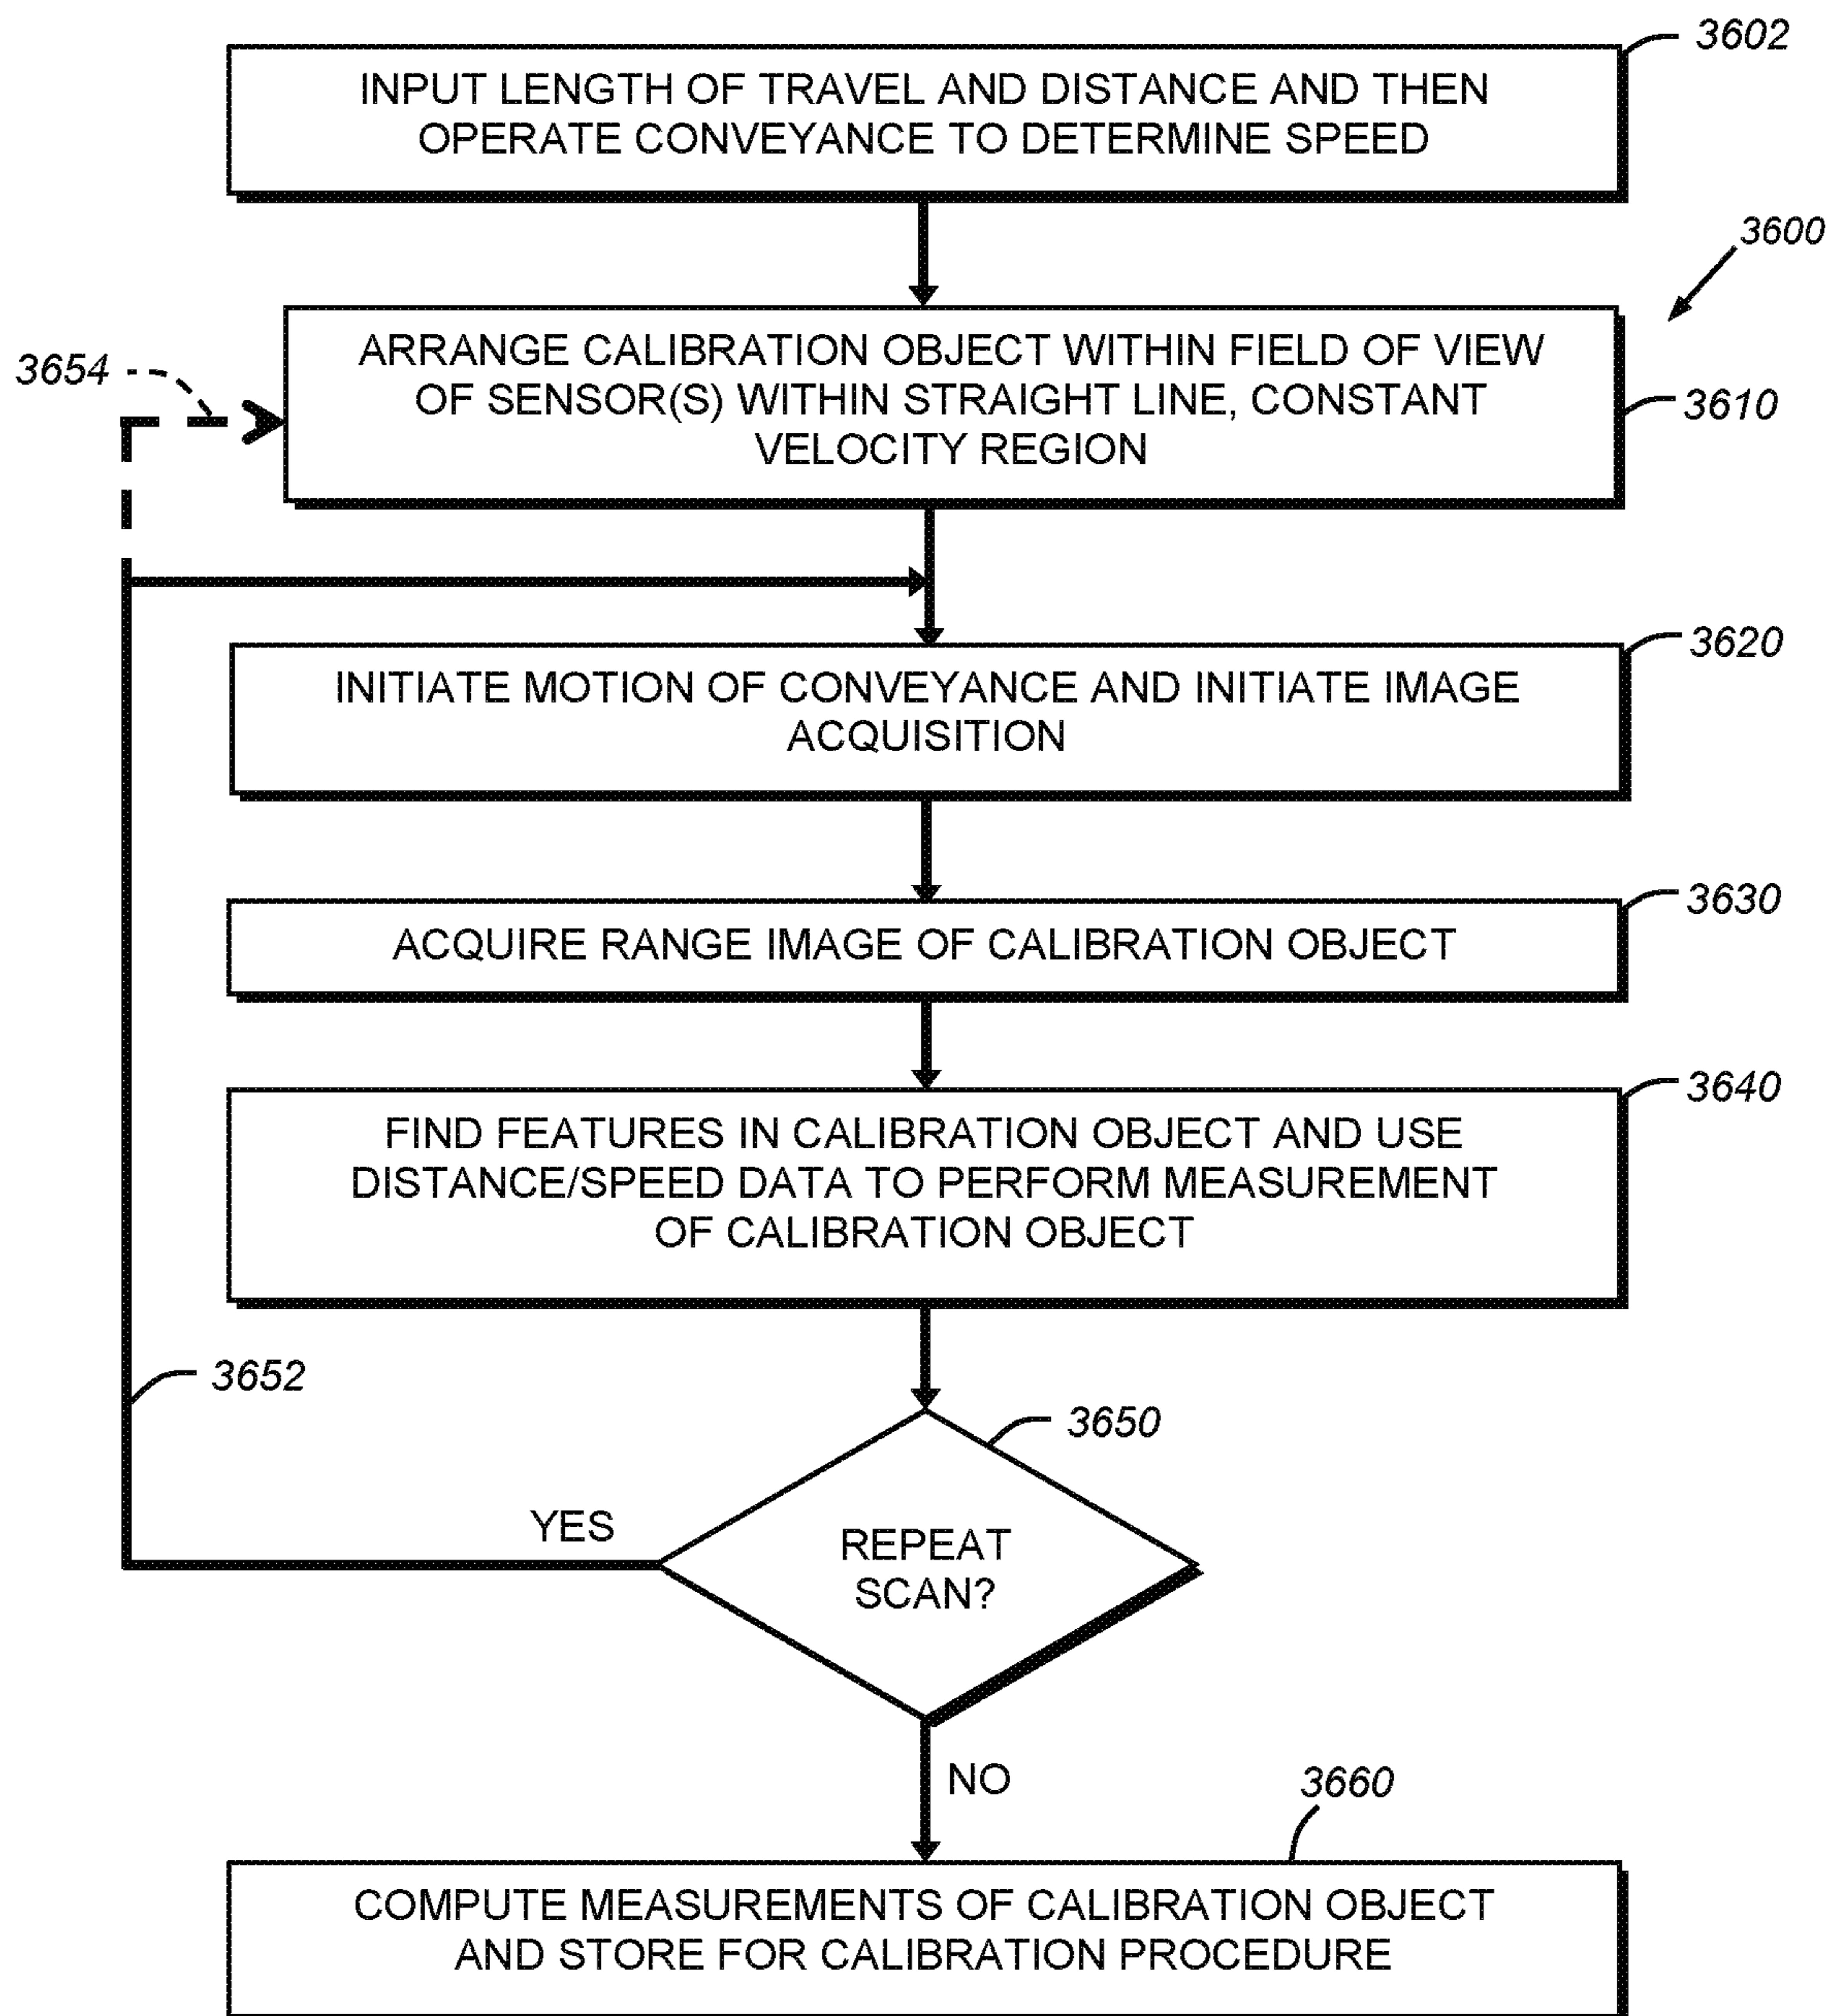 3602
INPUT LENGTH OF TRAVEL AND DISTANCE AND THEN
OPERATE CONVEYANCE TO DETERMINE SPEED
3600
ARRANGE CALIBRATION OBJECT WITHIN FIELD OF VIEW
OF SENSOR(S) WITHIN STRAIGHT LINE, CONSTANT
VELOCITY REGION
3654
3610
3620
INITIATE MOTION OF CONVEYANCE AND INITIATE IMAGE
ACQUISITION
3630
ACQUIRE RANGE IMAGE OF CALIBRATION OBJECT
3640
FIND FEATURES IN CALIBRATION OBJECT AND USE
DISTANCE/SPEED DATA TO PERFORM MEASUREMENT
OF CALIBRATION OBJECT
3652
3650
YES
REPEAT
SCAN?
NO
3660
COMPUTE MEASUREMENTS OF CALIBRATION OBJECT
AND STORE FOR CALIBRATION PROCEDURE